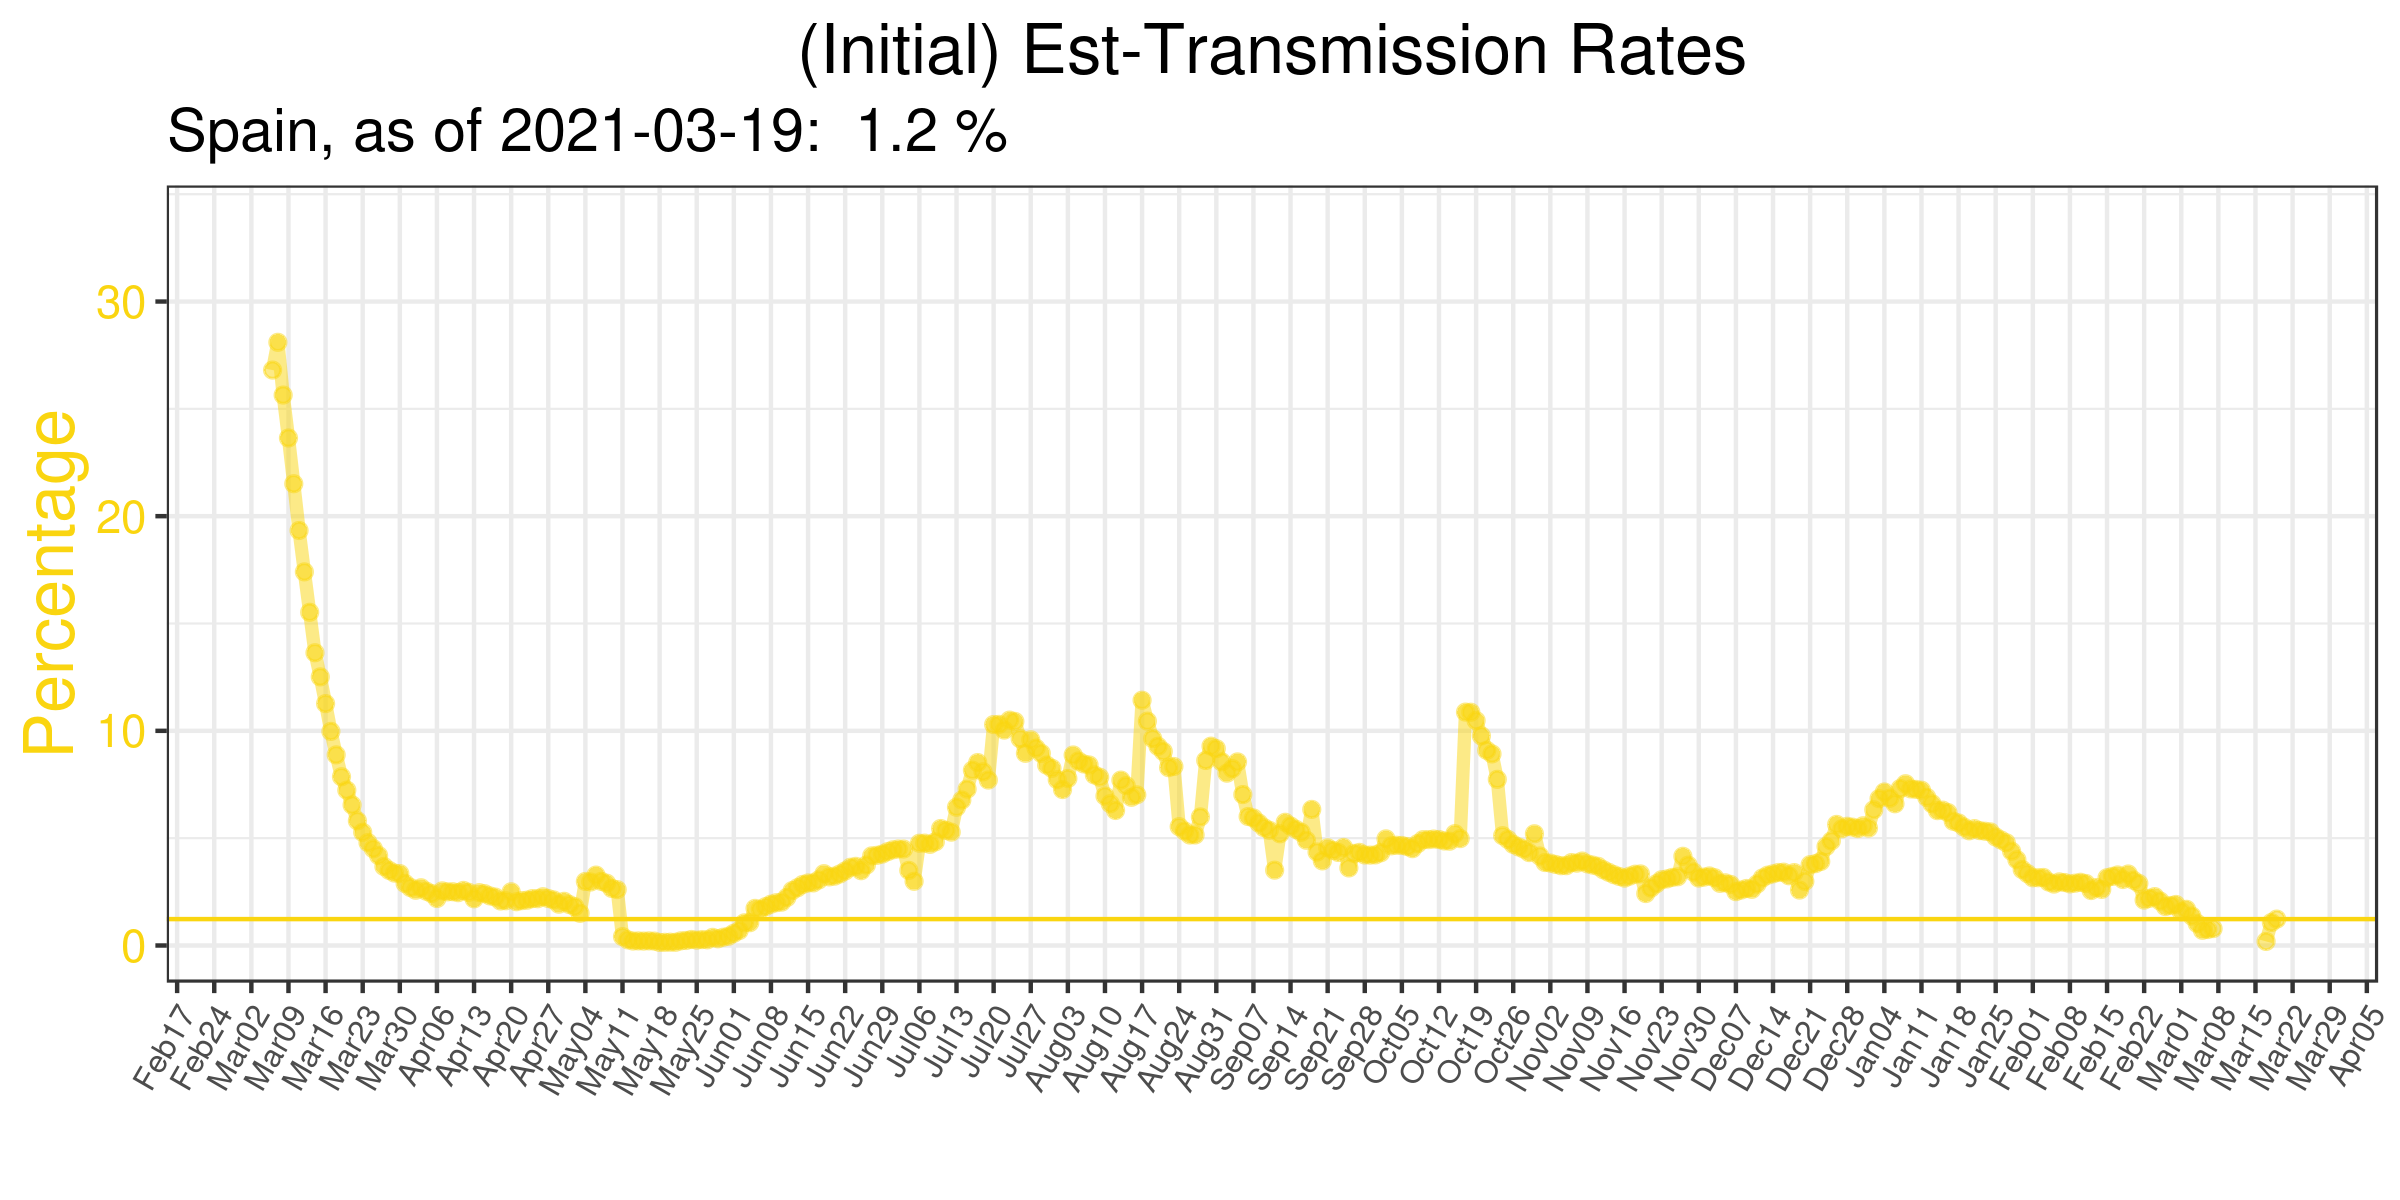 (Initial) Est-Transmission Rates
Spain, as of 2021-03-19:  1.2 %
Percentage
30
20
10
0
Feb17 Feb24 Mar02 Mar09 Mar16 Mar23 Mar30 Apr06 Apr13 Apr20 Apr27 May04 May11 May18 May25 Jun01 Jun08 Jun15 Jun22 Jun29 Jul06 Jul13 Jul20 Jul27 Aug03 Aug10 Aug17 Aug24 Aug31 Sep07 Sep14 Sep21 Sep28 Oct05 Oct12 Oct19 Oct26 Nov02 Nov09 Nov16 Nov23 Nov30 Dec07 Dec14 Dec21 Dec28 Jan04 Jan11 Jan18 Jan25 Feb01 Feb08 Feb15 Feb22 Mar01 Mar08 Mar15 Mar22 Mar29 Apr05